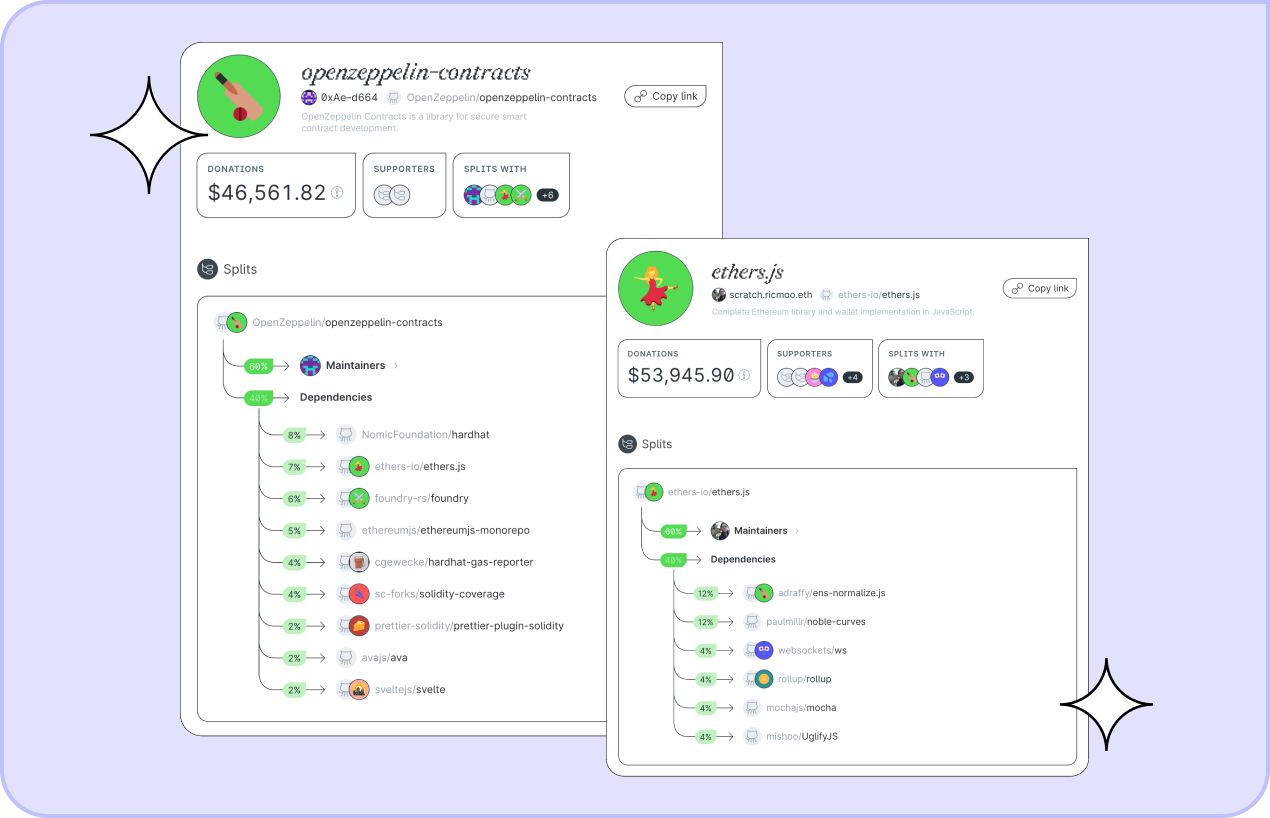 openzeppelin-contracts
0xAe–d664 OpenZeppelin/openzeppelin-contracts
OpenZeppelin Contracts is a library for secure smart
contract development.
Copy link
DONATIONS
$46,561.82
SUPPORTERS
SPLITS WITH
+6
Splits
OpenZeppelin/openzeppelin-contracts
60% Maintainers
40% Dependencies
8% NomicFoundation/hardhat
7% ethers-io/ethers.js
6% foundry-rs/foundry
5% ethereumjs/ethereumjs-monorepo
4% cgewecke/hardhat-gas-reporter
4% sc-forks/solidity-coverage
2% prettier-solidity/prettier-plugin-solidity
2% avajs/ava
2% sveltejs/svelte
ethers.js
scratch.ricmoo.eth ethers-io/ethers.js
Complete Ethereum library and wallet implementation in JavaScript.
Copy link
DONATIONS
$53,945.90
SUPPORTERS
+4
SPLITS WITH
+3
Splits
ethers-io/ethers.js
60% Maintainers
40% Dependencies
12% adraffy/ens-normalize.js
12% paulmillr/noble-curves
4% websockets/ws
4% rollup/rollup
4% mochajs/mocha
4% mishoo/UglifyJS